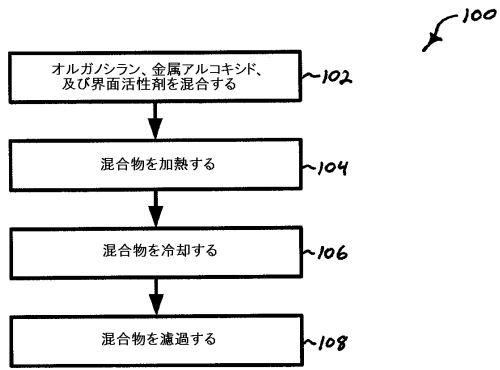 100
オルガノシラン、金属アルコキシド、
及び界面活性剤を混合する
102
混合物を加熱する
104
混合物を冷却する
106
混合物を濾過する
108